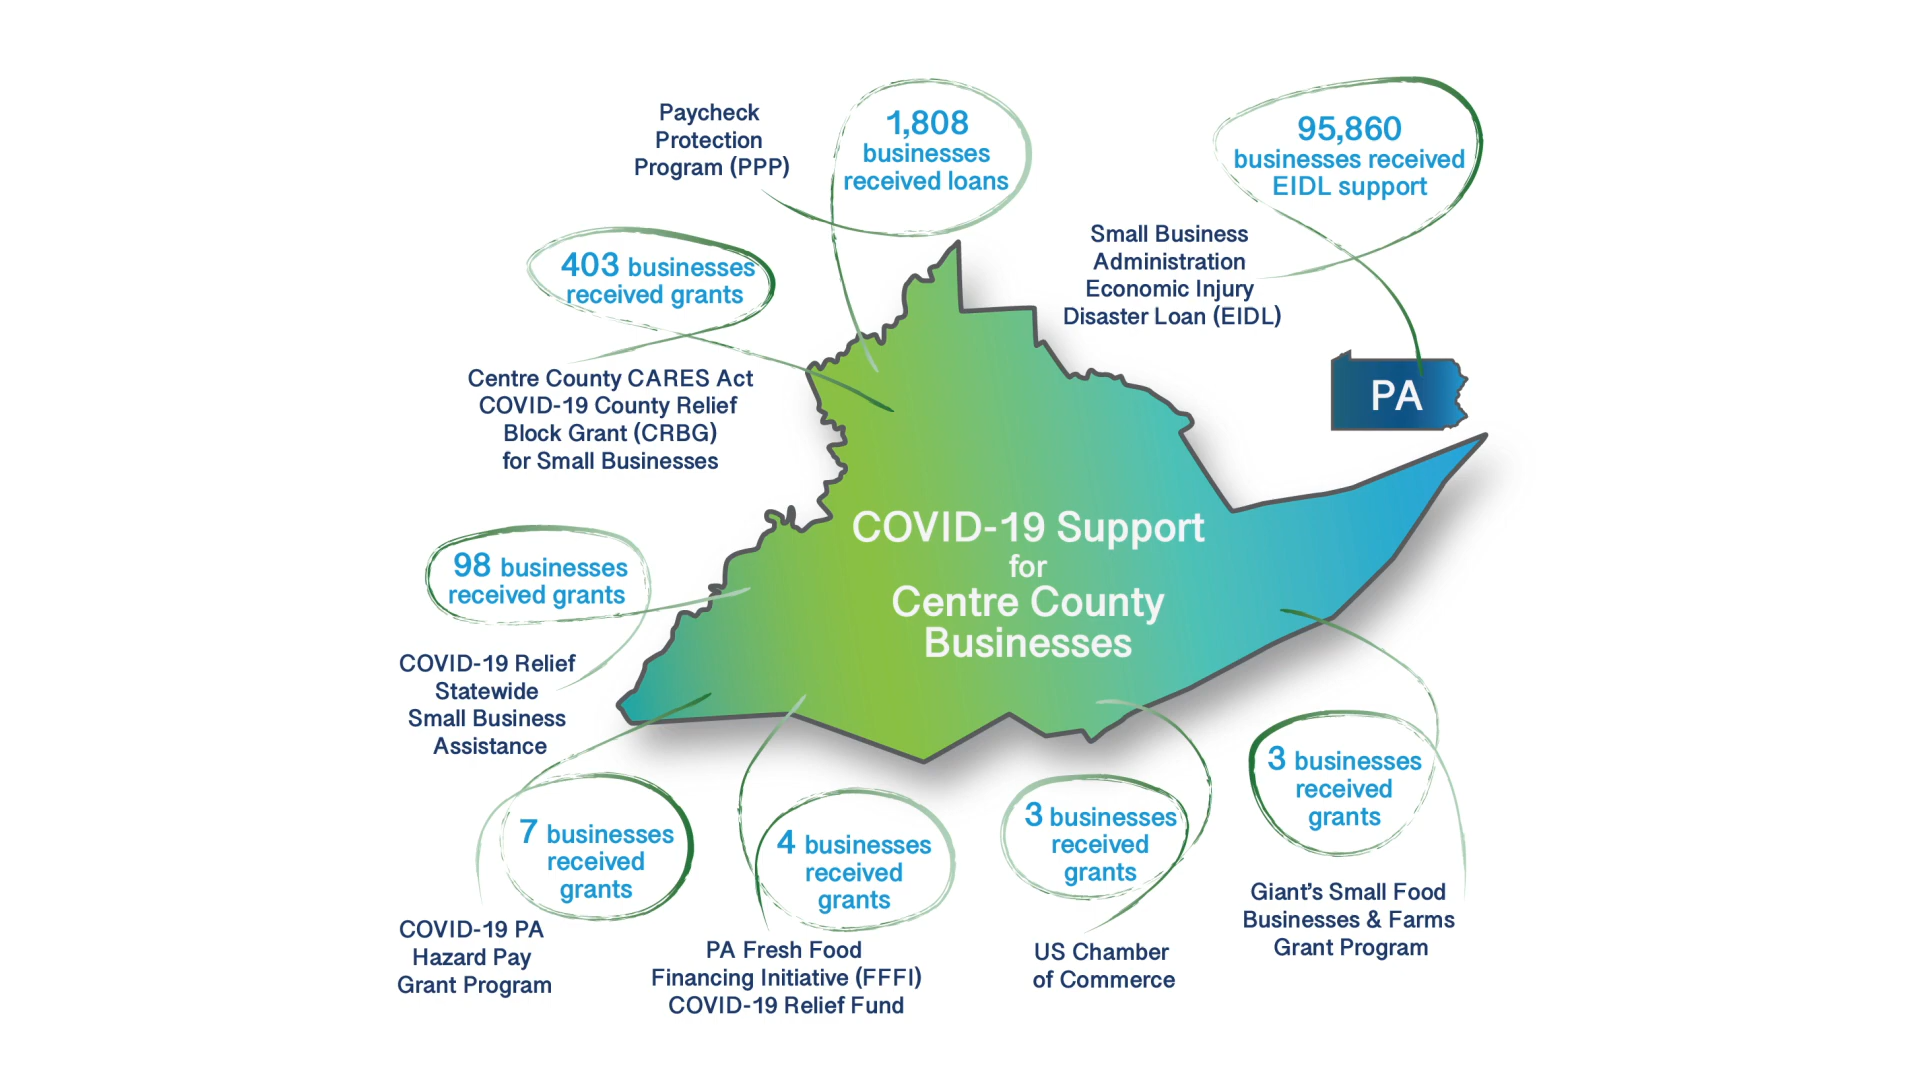 Paycheck
Protection
Program (PPP)
1,808
businesses
received loans
95,860
businesses received
EIDL support
Small Business
Administration
Economic Injury
Disaster Loan (EIDL)
PA
403 businesses
received grants
Centre County CARES Act
COVID-19 County Relief
Block Grant (CRBG)
for Small Businesses
COVID-19 Support
for
Centre County
Businesses
98 businesses
received grants
COVID-19 Relief
Statewide
Small Business
Assistance
7 businesses
received
grants
COVID-19 PA
Hazard Pay
Grant Program
4 businesses
received
grants
PA Fresh Food
Financing Initiative (FFFI)
COVID-19 Relief Fund
3 businesses
received
grants
US Chamber
of Commerce
3 businesses
received
grants
Giant’s Small Food
Businesses & Farms
Grant Program